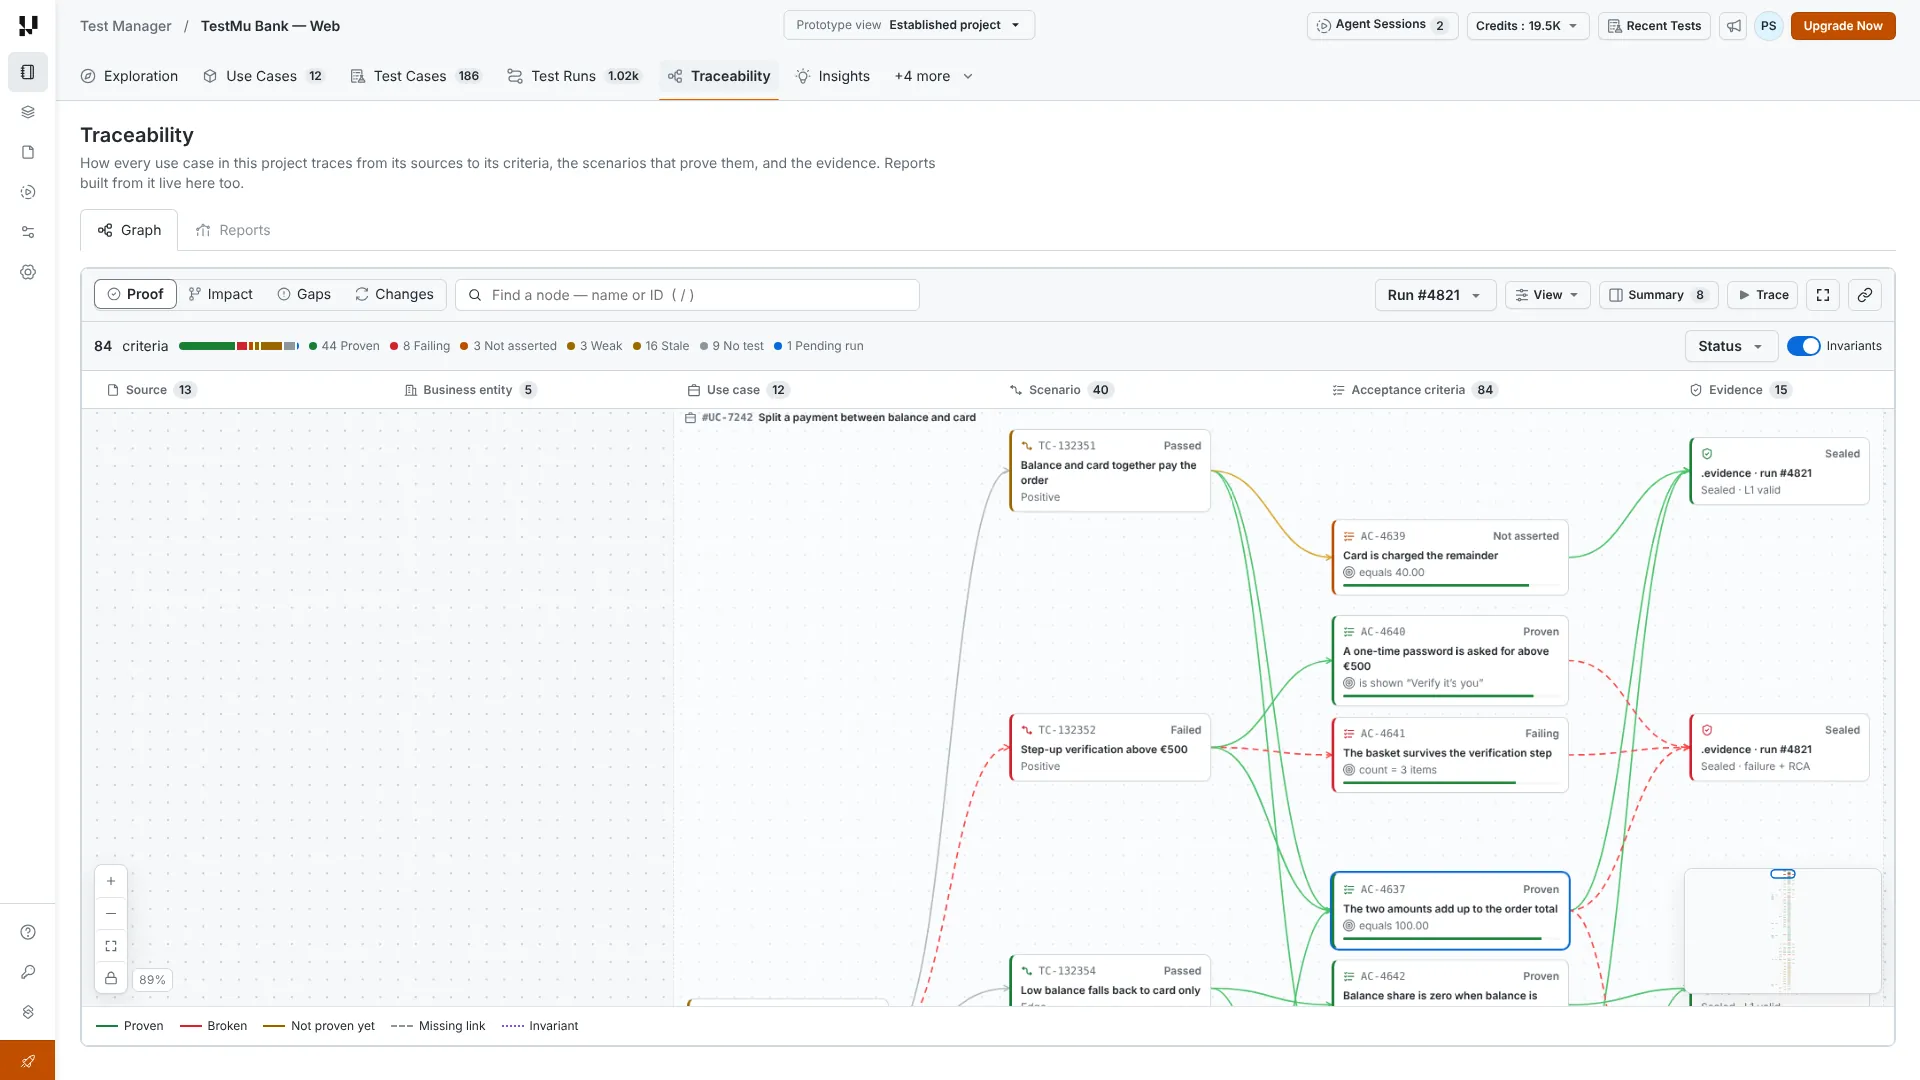 Test Manager / TestMu Bank — Web
Prototype view Established project
Agent Sessions 2
Credits : 19.5K
Recent Tests
PS
Upgrade Now
Exploration
Use Cases 12
Test Cases 186
Test Runs 1.02k
Traceability
Insights
+4 more
Traceability
How every use case in this project traces from its sources to its criteria, the scenarios that prove them, and the evidence. Reports
built from it live here too.
Graph
Reports
Proof
Impact
Gaps
Changes
Find a node — name or ID ( / )
Run #4821
View
Summary 8
Trace
84 criteria
44 Proven
8 Failing
3 Not asserted
3 Weak
16 Stale
9 No test
1 Pending run
Status
Invariants
Source 13
Business entity 5
Use case 12
Scenario 40
Acceptance criteria 84
Evidence 15
#UC-7242 Split a payment between balance and card
TC-132351 Passed
Balance and card together pay the
order
Positive
Sealed
.evidence · run #4821
Sealed · L1 valid
AC-4639 Not asserted
Card is charged the remainder
equals 40.00
AC-4640 Proven
A one-time password is asked for above
€500
is shown “Verify it’s you”
TC-132352 Failed
Step-up verification above €500
Positive
AC-4641 Failing
The basket survives the verification step
count = 3 items
Sealed
.evidence · run #4821
Sealed · failure + RCA
AC-4637 Proven
The two amounts add up to the order total
equals 100.00
TC-132354 Passed
Low balance falls back to card only
Edge
AC-4642 Proven
Balance share is zero when balance is
Sealed · L1 valid
89%
Proven
Broken
Not proven yet
Missing link
Invariant